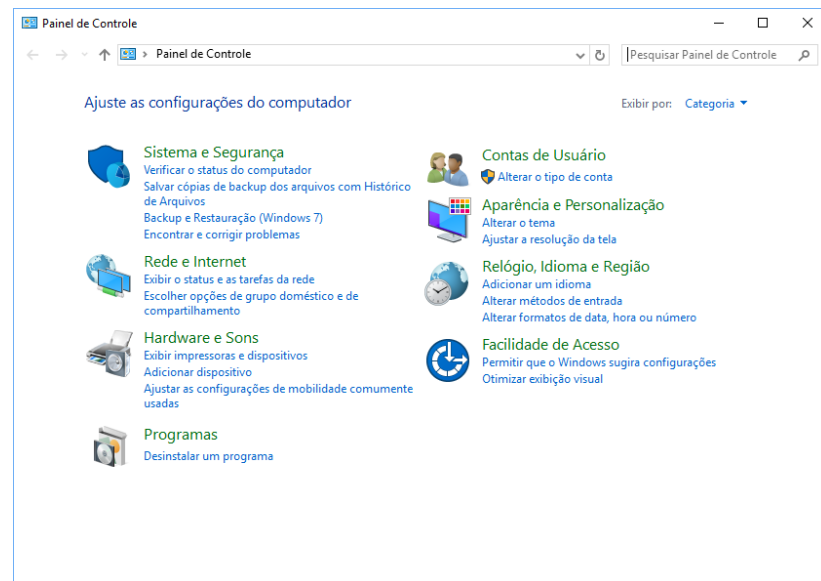 Painel de Controle
Painel de Controle
Pesquisar Painel de Controle
Ajuste as configurações do computador
Exibir por: Categoria
Sistema e Segurança
Verificar o status do computador
Salvar cópias de backup dos arquivos com Histórico
de Arquivos
Backup e Restauração (Windows 7)
Encontrar e corrigir problemas
Rede e Internet
Exibir o status e as tarefas da rede
Escolher opções de grupo doméstico e de
compartilhamento
Hardware e Sons
Exibir impressoras e dispositivos
Adicionar dispositivo
Ajustar as configurações de mobilidade comumente
usadas
Programas
Desinstalar um programa
Contas de Usuário
Alterar o tipo de conta
Aparência e Personalização
Alterar o tema
Ajustar a resolução da tela
Relógio, Idioma e Região
Adicionar um idioma
Alterar métodos de entrada
Alterar formatos de data, hora ou número
Facilidade de Acesso
Permitir que o Windows sugira configurações
Otimizar exibição visual